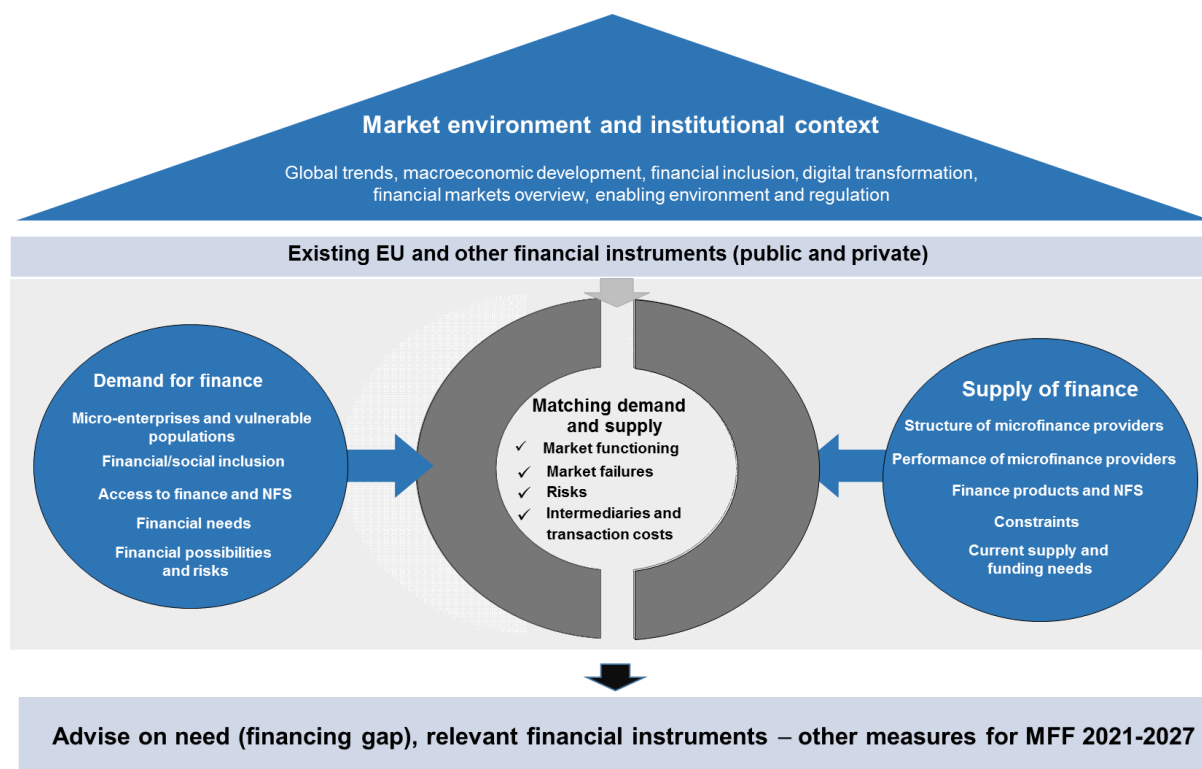 Market environment and institutional context
Global trends, macroeconomic development, financial inclusion, digital transformation,
financial markets overview, enabling environment and regulation
Existing EU and other financial instruments (public and private)
Demand for finance
Micro-enterprises and vulnerable
populations
Financial/social inclusion
Access to finance and NFS
Financial needs
Financial possibilities
and risks
Matching demand
and supply
✓ Market functioning
✓ Market failures
✓ Risks
✓ Intermediaries and
transaction costs
Supply of finance
Structure of microfinance providers
Performance of microfinance providers
Finance products and NFS
Constraints
Current supply and
funding needs
Advise on need (financing gap), relevant financial instruments – other measures for MFF 2021-2027